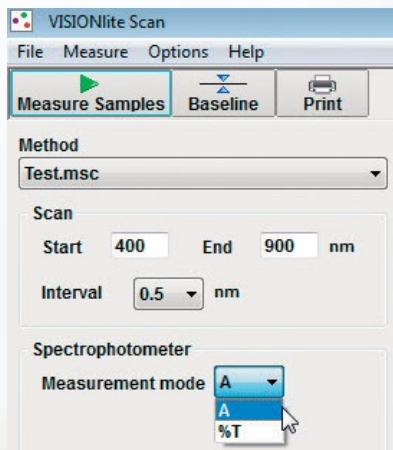 VISIONlite Scan
File Measure Options Help
Measure Samples Baseline Print
Method
Test.msc
Scan
Start 400 End 900 nm
Interval 0.5 nm
Spectrophotometer
Measurement mode A
A
%T